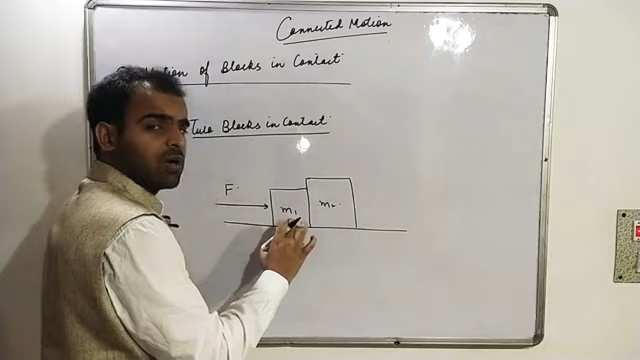 Connected Motion
Motion of Blocks in Contact
Two Blocks in Contact
F
m₁
m₂